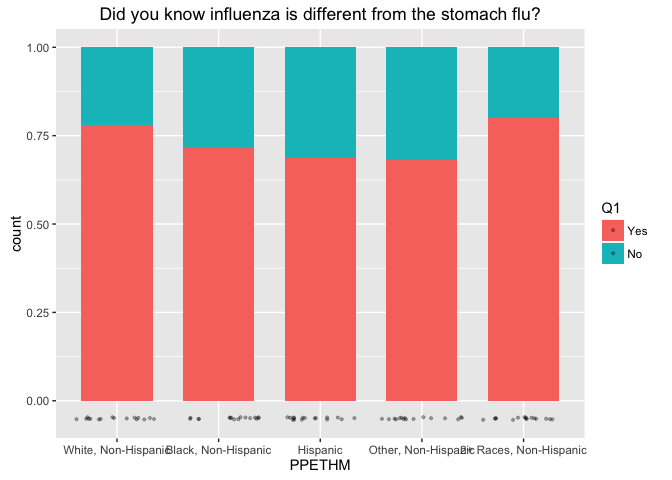 Did you know influenza is different from the stomach flu?
1.00
0.75
0.50
0.25
0.00
count
White, Non-Hispanic
Black, Non-Hispanic
Hispanic
Other, Non-Hispanic
2+ Races, Non-Hispanic
PPETHM
Q1
Yes
No